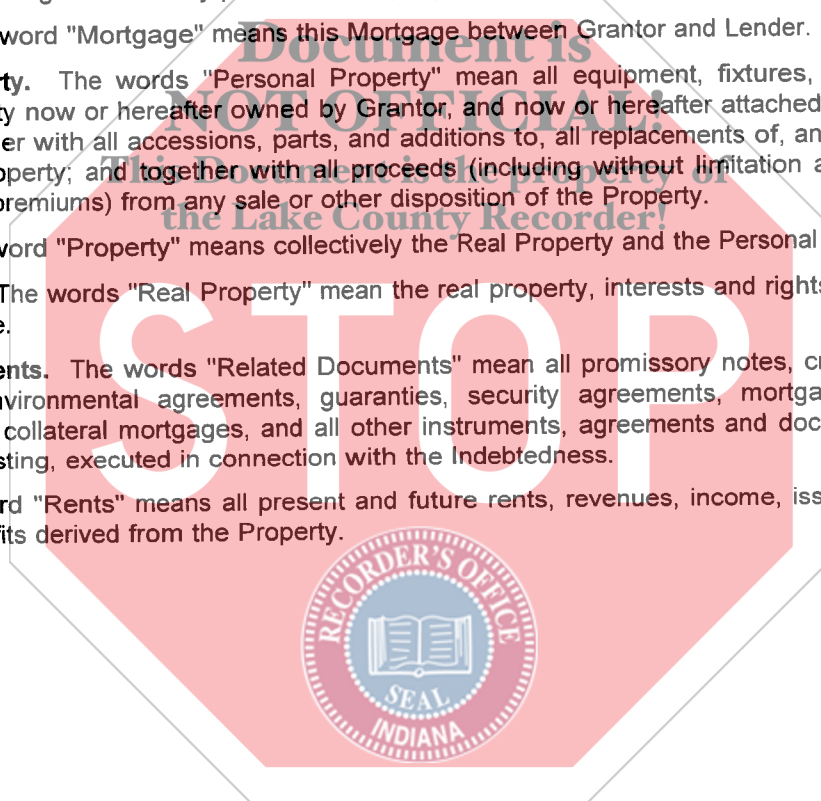 word "Mortgage" means this Mortgage between Grantor and Lender.
Document is
rty. The words "Personal Property" mean all equipment, fixtures,
ty now or hereafter owned by Grantor, and now or hereafter attached
NOT OFFICIAL!
er with all accessions, parts, and additions to, all replacements of, an
operty; and together with all proceeds (including without limitation a
This Document is the property of
premiums) from any sale or other disposition of the Property.
the Lake County Recorder!
word "Property" means collectively the Real Property and the Personal
The words "Real Property" mean the real property, interests and rights
e.
STOP
ents. The words "Related Documents" mean all promissory notes, cr
nvironmental agreements, guaranties, security agreements, mortga
collateral mortgages, and all other instruments, agreements and doc
sting, executed in connection with the Indebtedness.
rd "Rents" means all present and future rents, revenues, income, iss
fits derived from the Property.
RECORDER'S OFFICE
SEAL
INDIANA